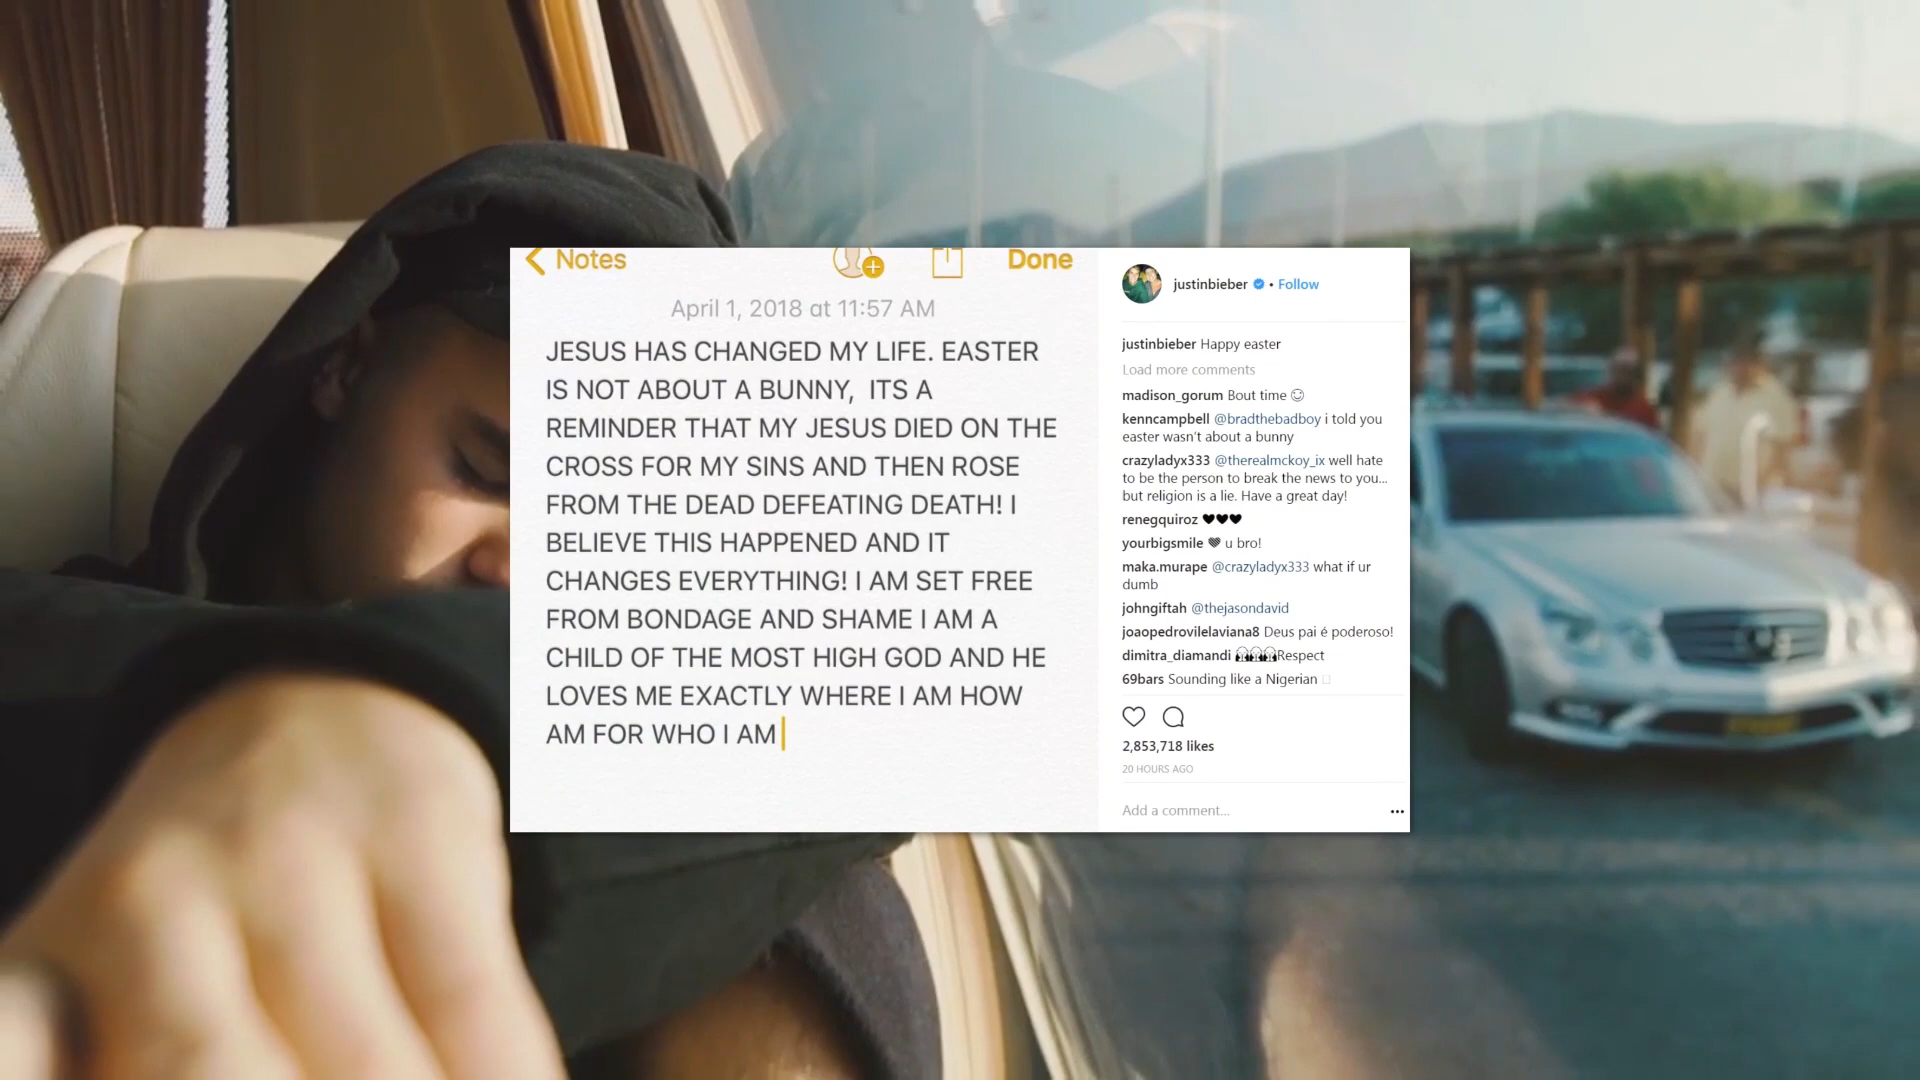 Notes
Done
April 1, 2018 at 11:57 AM
JESUS HAS CHANGED MY LIFE. EASTER
IS NOT ABOUT A BUNNY,  ITS A
REMINDER THAT MY JESUS DIED ON THE
CROSS FOR MY SINS AND THEN ROSE
FROM THE DEAD DEFEATING DEATH! I
BELIEVE THIS HAPPENED AND IT
CHANGES EVERYTHING! I AM SET FREE
FROM BONDAGE AND SHAME I AM A
CHILD OF THE MOST HIGH GOD AND HE
LOVES ME EXACTLY WHERE I AM HOW
AM FOR WHO I AM
justinbieber • Follow
justinbieber Happy easter
Load more comments
madison_gorum Bout time ☺
kenncampbell @bradthebadboy i told you
easter wasn't about a bunny
crazyladyx333 @therealmckoy_ix well hate
to be the person to break the news to you...
but religion is a lie. Have a great day!
renegquiroz ♥♥♥
yourbigsmile ♥ u bro!
maka.murape @crazyladyx333 what if ur
dumb
johngiftah @thejasondavid
joaopedrovilelaviana8 Deus pai é poderoso!
dimitra_diamandi 🙌🙌🙌Respect
69bars Sounding like a Nigerian
2,853,718 likes
20 HOURS AGO
Add a comment...